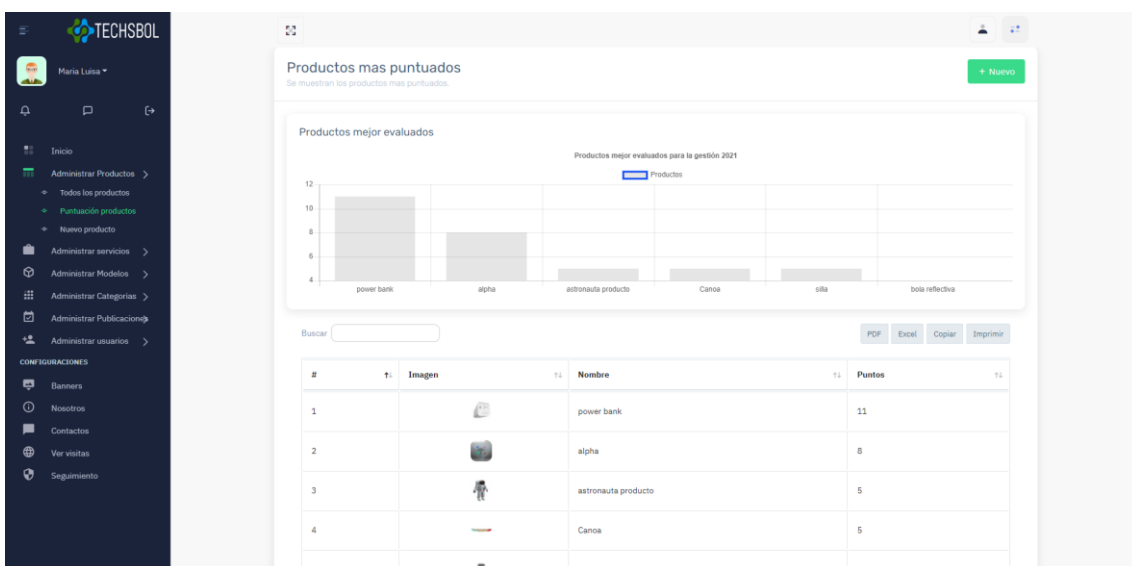 TECHSBOL
Maria Luisa
Inicio
Administrar Productos
Todos los productos
Puntuación productos
Nuevo producto
Administrar servicios
Administrar Modelos
Administrar Categorias
Administrar Publicaciones
Administrar usuarios
CONFIGURACIONES
Banners
Nosotros
Contactos
Ver visitas
Seguimiento
Productos mas puntuados
Se muestran los productos mas puntuados.
+ Nuevo
Productos mejor evaluados
Productos mejor evaluados para la gestión 2021
Productos
12
10
8
6
4
power bank alpha astronauta producto Canoa silla bola reflectiva
Buscar
PDF Excel Copiar Imprimir
# Imagen Nombre Puntos
1 power bank 11
2 alpha 8
3 astronauta producto 5
4 Canoa 5